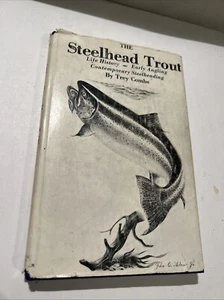 THE
Steelhead Trout
Life History - Early Angling
Contemporary Steelheading
By Trey Combs